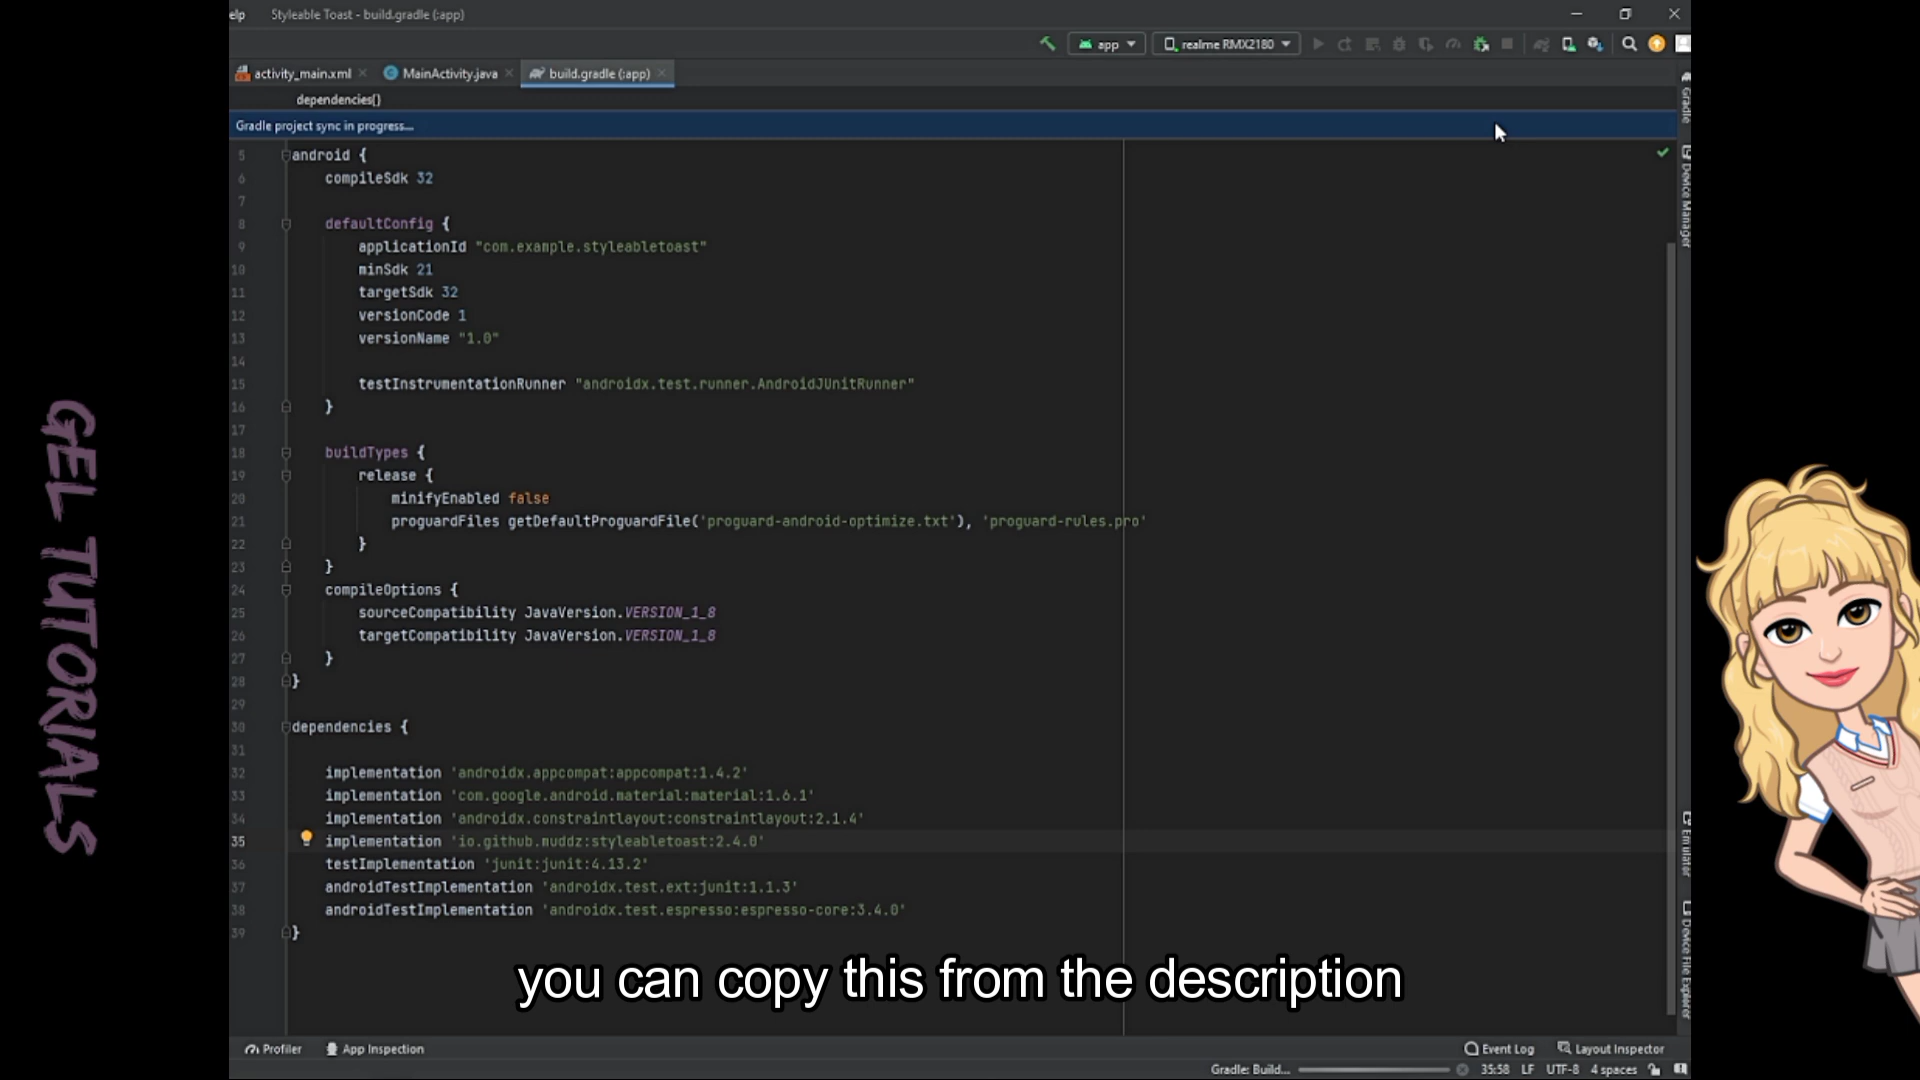 elp Styleable Toast - build.gradle (:app)
app realme RMX2180
activity_main.xml MainActivity.java build.gradle (:app)
dependencies{}
Gradle project sync in progress...
5 android {
6 compileSdk 32
7
8 defaultConfig {
9 applicationId "com.example.styleabletoast"
10 minSdk 21
11 targetSdk 32
12 versionCode 1
13 versionName "1.0"
14
15 testInstrumentationRunner "androidx.test.runner.AndroidJUnitRunner"
16 }
17
18 buildTypes {
19 release {
20 minifyEnabled false
21 proguardFiles getDefaultProguardFile('proguard-android-optimize.txt'), 'proguard-rules.pro'
22 }
23 }
24 compileOptions {
25 sourceCompatibility JavaVersion.VERSION_1_8
26 targetCompatibility JavaVersion.VERSION_1_8
27 }
28 }
29
30 dependencies {
31
32 implementation 'androidx.appcompat:appcompat:1.4.2'
33 implementation 'com.google.android.material:material:1.6.1'
34 implementation 'androidx.constraintlayout:constraintlayout:2.1.4'
35 implementation 'io.github.muddz:styleabletoast:2.4.0'
36 testImplementation 'junit:junit:4.13.2'
37 androidTestImplementation 'androidx.test.ext:junit:1.1.3'
38 androidTestImplementation 'androidx.test.espresso:espresso-core:3.4.0'
39 }
you can copy this from the description
Profiler App Inspection Event Log Layout Inspector
Gradle: Build... 35:58 LF UTF-8 4 spaces
Gradle
Device Manager
Emulator
Device File Explorer
GEL TUTORIALS